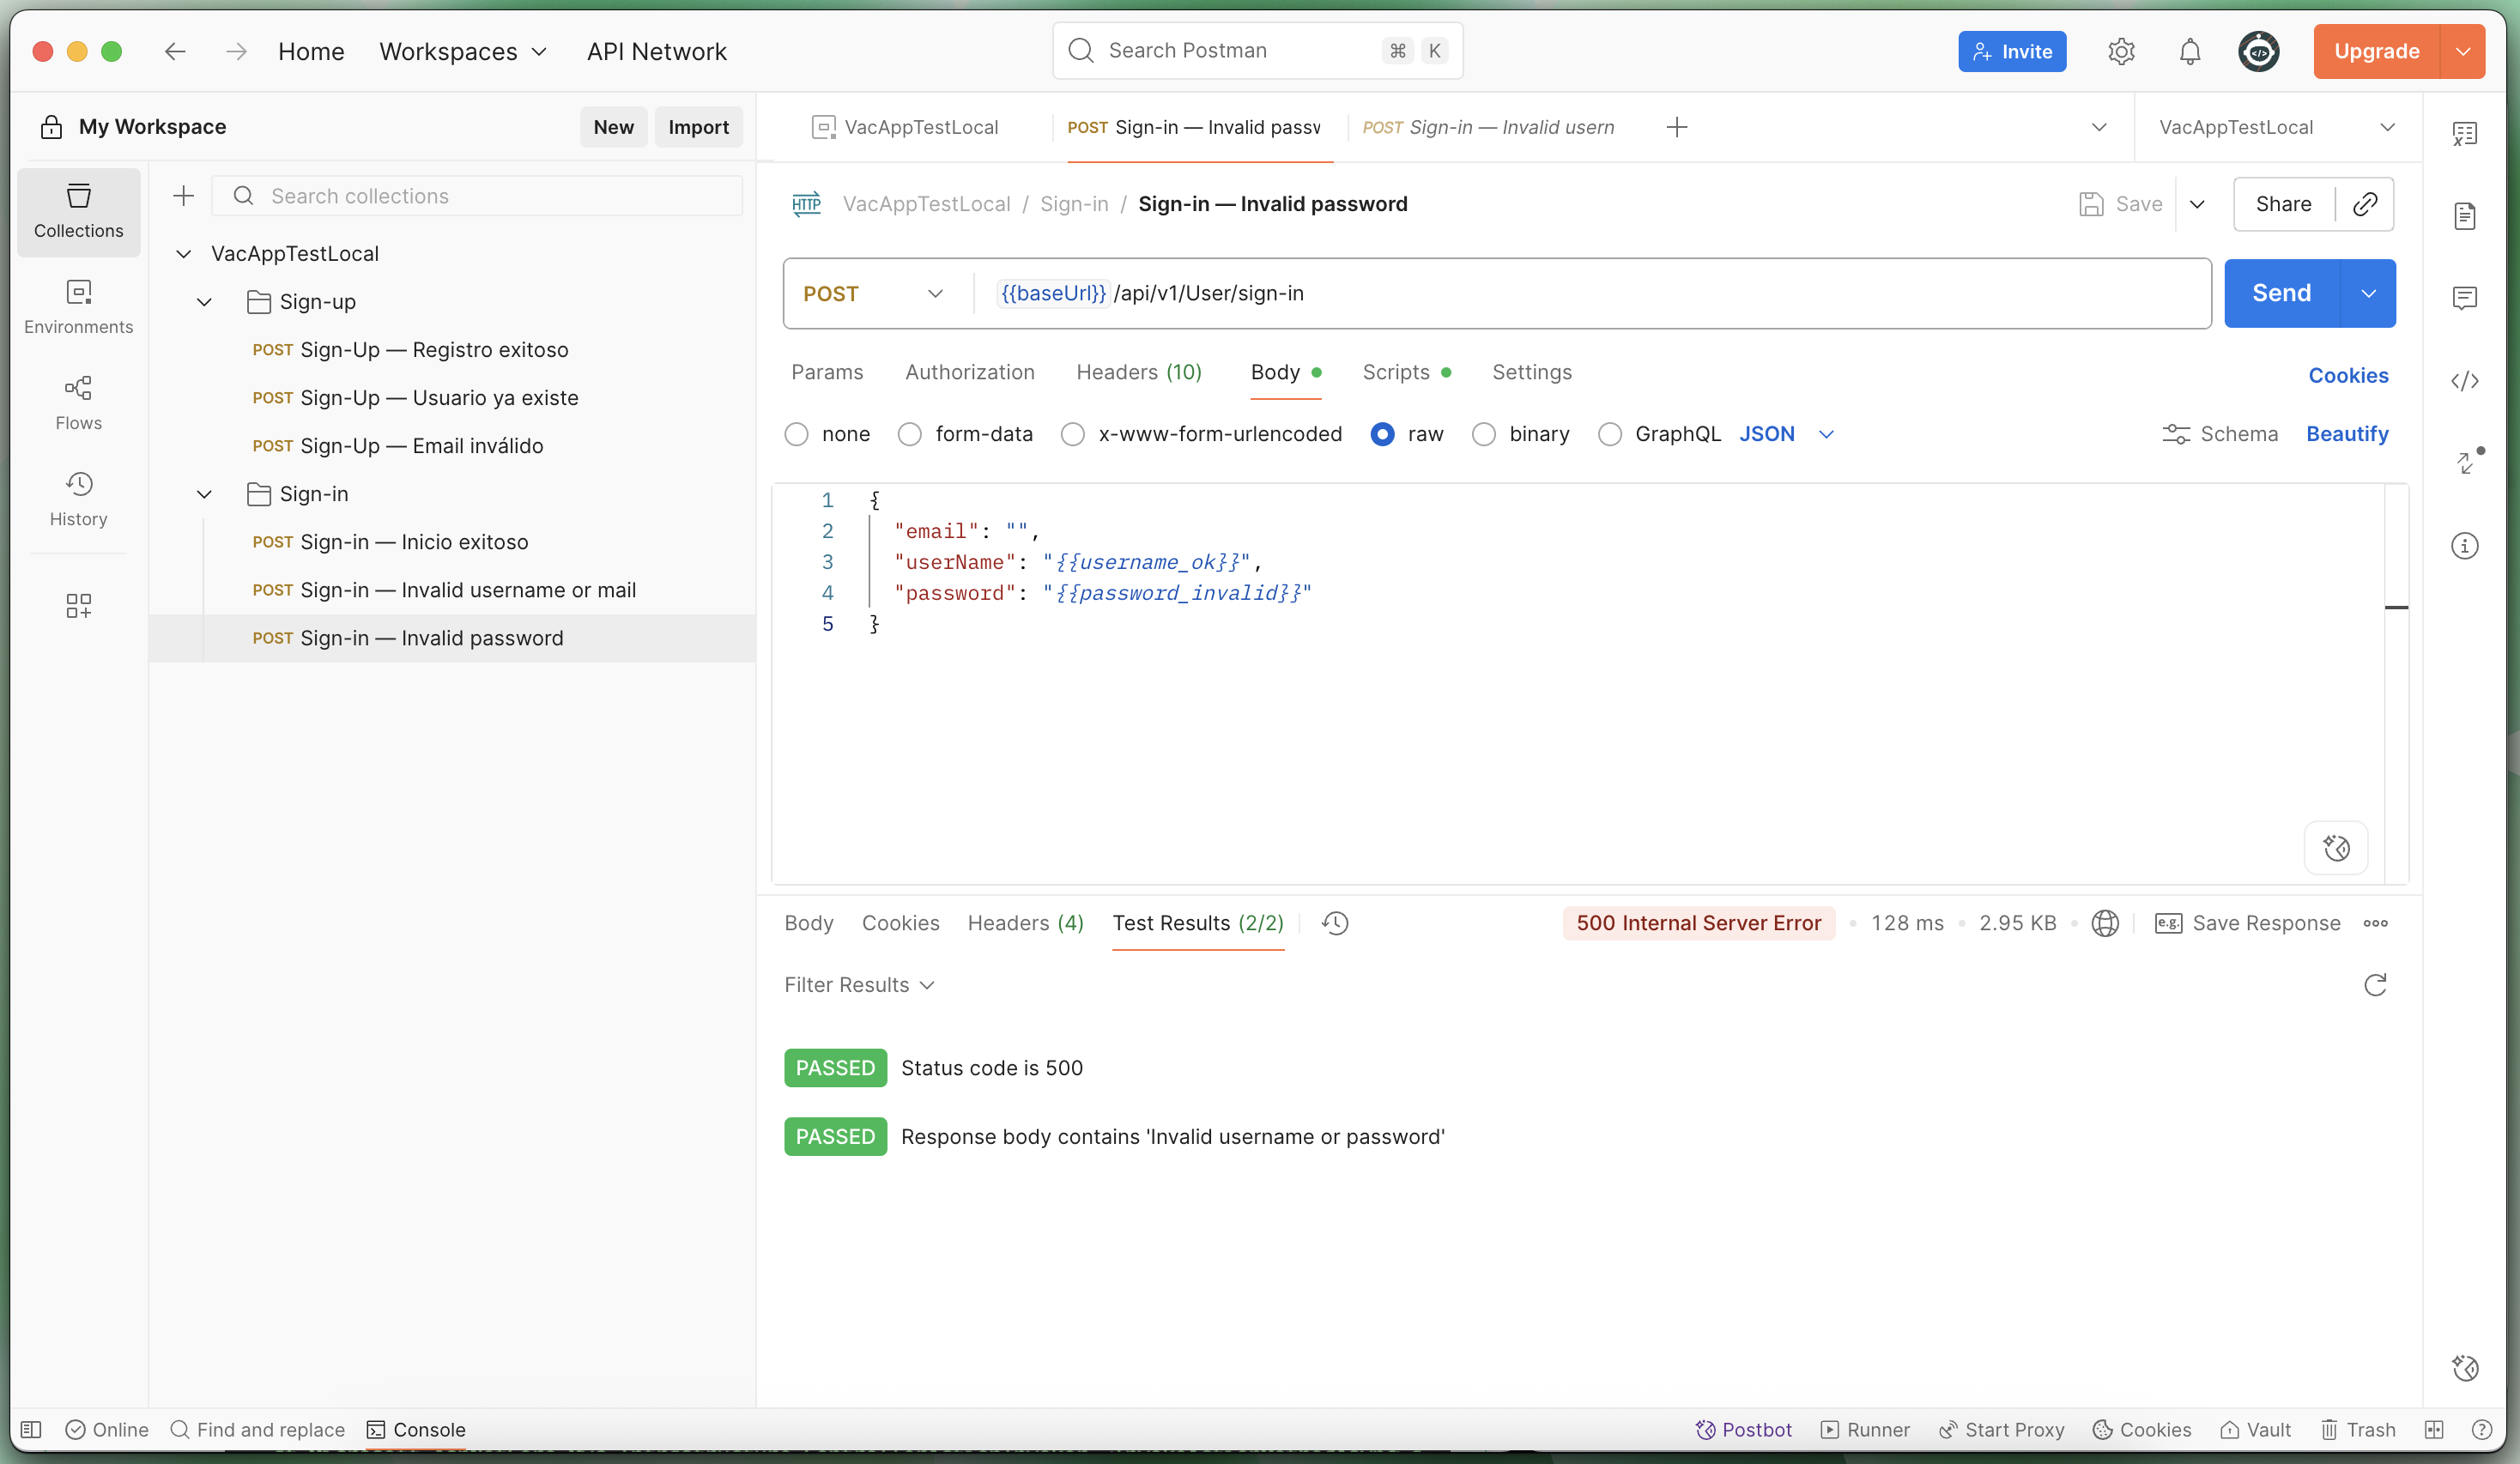 Home Workspaces API Network Search Postman ⌘ K Invite Upgrade
My Workspace New Import
VacAppTestLocal POST Sign-in — Invalid passw POST Sign-in — Invalid usern VacAppTestLocal
Collections
Environments
Flows
History
Search collections
VacAppTestLocal
Sign-up
POST Sign-Up — Registro exitoso
POST Sign-Up — Usuario ya existe
POST Sign-Up — Email inválido
Sign-in
POST Sign-in — Inicio exitoso
POST Sign-in — Invalid username or mail
POST Sign-in — Invalid password
HTTP VacAppTestLocal / Sign-in / Sign-in — Invalid password Save Share
POST {{baseUrl}}/api/v1/User/sign-in Send
Params Authorization Headers (10) Body Scripts Settings Cookies
none form-data x-www-form-urlencoded raw binary GraphQL JSON Schema Beautify
1 {
2 "email": "",
3 "userName": "{{username_ok}}",
4 "password": "{{password_invalid}}"
5 }
Body Cookies Headers (4) Test Results (2/2) 500 Internal Server Error • 128 ms • 2.95 KB • e.g. Save Response
Filter Results
PASSED Status code is 500
PASSED Response body contains 'Invalid username or password'
Online Find and replace Console Postbot Runner Start Proxy Cookies Vault Trash